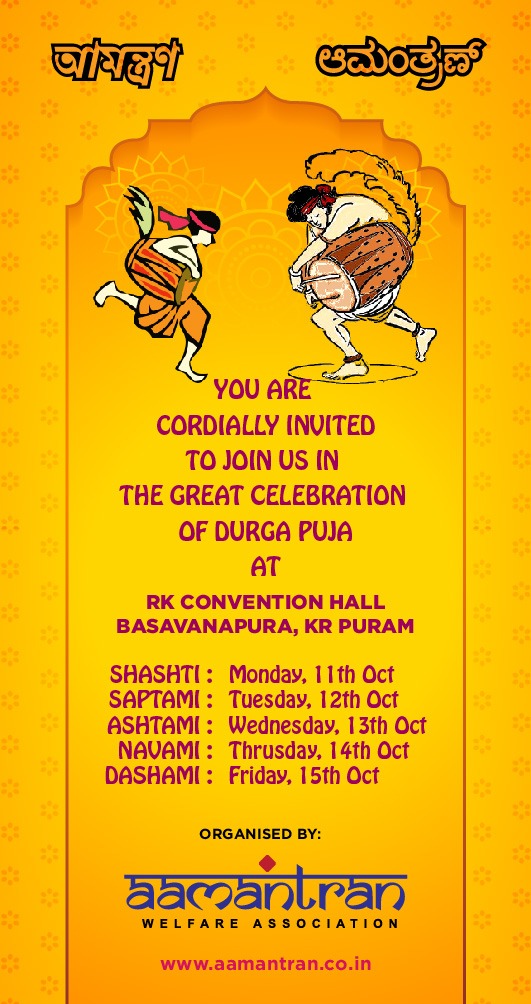 আমন্ত্রণ
ಆಮಂತ್ರಣ್
YOU ARE
CORDIALLY INVITED
TO JOIN US IN
THE GREAT CELEBRATION
OF DURGA PUJA
AT
RK CONVENTION HALL
BASAVANAPURA, KR PURAM
SHASHTI : Monday, 11th Oct
SAPTAMI : Tuesday, 12th Oct
ASHTAMI : Wednesday, 13th Oct
NAVAMI : Thrusday, 14th Oct
DASHAMI : Friday, 15th Oct
ORGANISED BY:
aamantran
WELFARE ASSOCIATION
www.aamantran.co.in